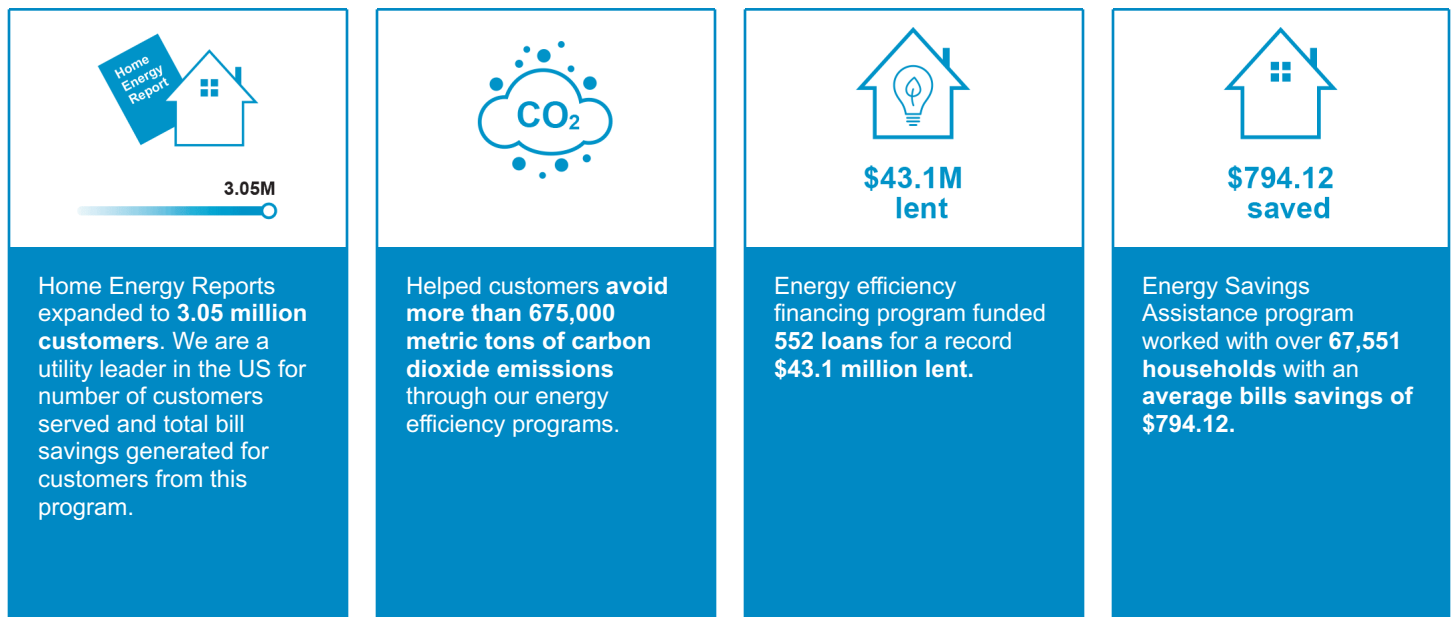 Home
Energy
Report
3.05M
Home Energy Reports
expanded to 3.05 million
customers. We are a
utility leader in the US for
number of customers
served and total bill
savings generated for
customers from this
program.
CO₂
Helped customers avoid
more than 675,000
metric tons of carbon
dioxide emissions
through our energy
efficiency programs.
$43.1M
lent
Energy efficiency
financing program funded
552 loans for a record
$43.1 million lent.
$794.12
saved
Energy Savings
Assistance program
worked with over 67,551
households with an
average bills savings of
$794.12.